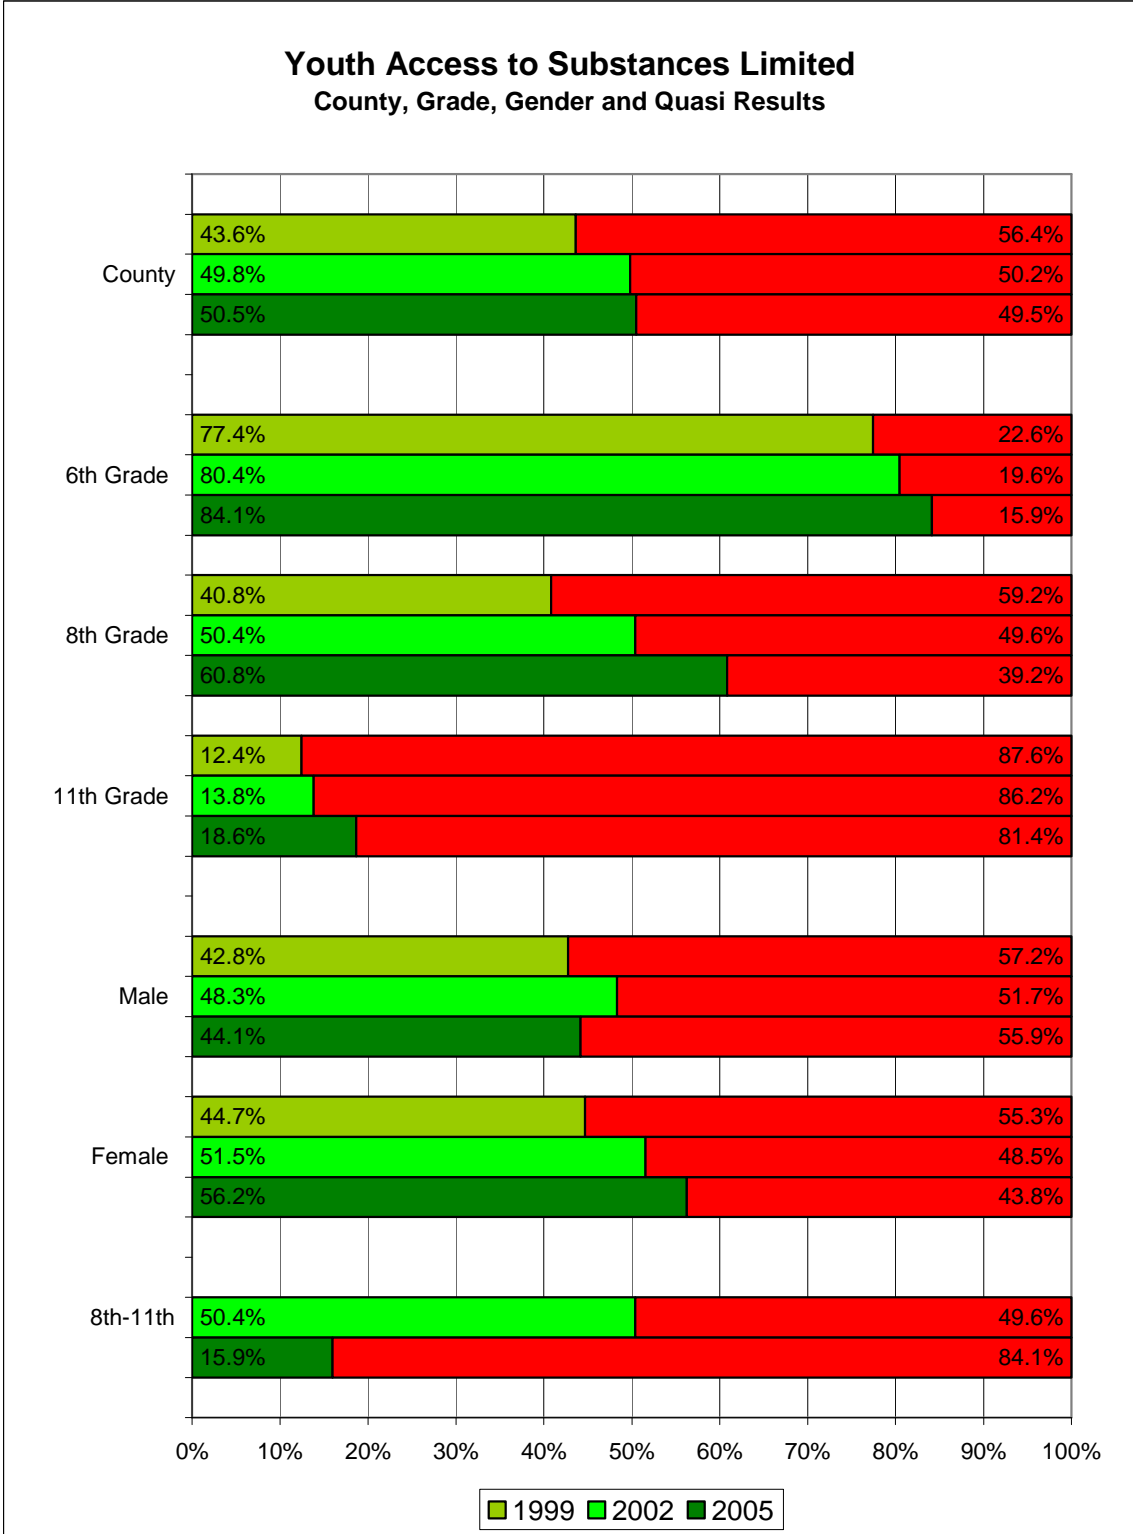 Youth Access to Substances Limited
County, Grade, Gender and Quasi Results
43.6% 56.4%
County 49.8% 50.2%
50.5% 49.5%
77.4% 22.6%
6th Grade 80.4% 19.6%
84.1% 15.9%
40.8% 59.2%
8th Grade 50.4% 49.6%
60.8% 39.2%
12.4% 87.6%
11th Grade 13.8% 86.2%
18.6% 81.4%
42.8% 57.2%
Male 48.3% 51.7%
44.1% 55.9%
44.7% 55.3%
Female 51.5% 48.5%
56.2% 43.8%
8th-11th 50.4% 49.6%
15.9% 84.1%
0% 10% 20% 30% 40% 50% 60% 70% 80% 90% 100%
1999 2002 2005